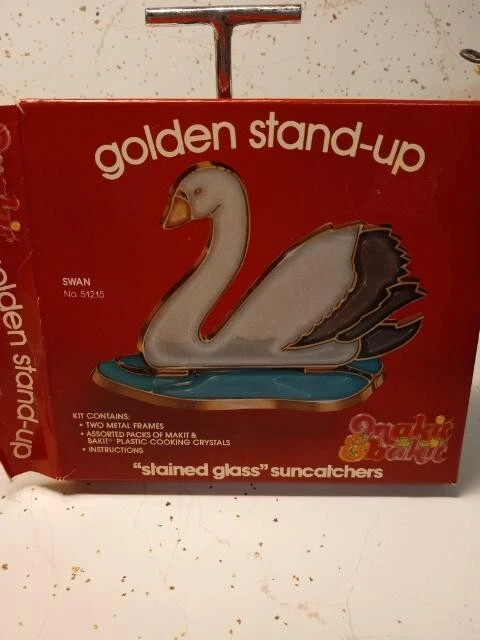 golden stand-up
SWAN
No. 51215
KIT CONTAINS:
• TWO METAL FRAMES
• ASSORTED PACKS OF MAKIT &
BAKIT® PLASTIC COOKING CRYSTALS
• INSTRUCTIONS
Makit
& bakit
"stained glass" suncatchers
golden stand-up